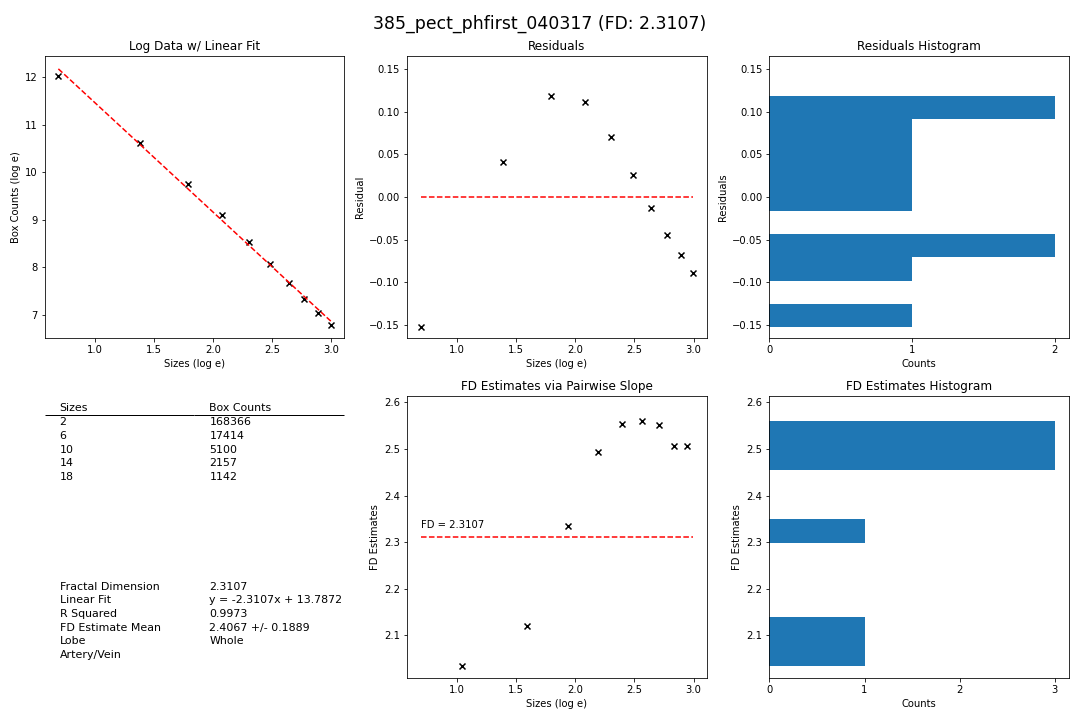 385_pect_phfirst_040317 (FD: 2.3107)
Log Data w/ Linear Fit
12
11
10
9
8
7
Box Counts (log e)
1.0 1.5 2.0 2.5 3.0
Sizes (log e)
Residuals
0.15
0.10
0.05
0.00
−0.05
−0.10
−0.15
Residual
1.0 1.5 2.0 2.5 3.0
Sizes (log e)
Residuals Histogram
0.15
0.10
0.05
0.00
−0.05
−0.10
−0.15
Residuals
0 1 2
Counts
Sizes Box Counts
2 168366
6 17414
10 5100
14 2157
18 1142
Fractal Dimension 2.3107
Linear Fit y = -2.3107x + 13.7872
R Squared 0.9973
FD Estimate Mean 2.4067 +/- 0.1889
Lobe Whole
Artery/Vein
FD Estimates via Pairwise Slope
2.6
2.5
2.4
2.3
2.2
2.1
FD Estimates
FD = 2.3107
1.0 1.5 2.0 2.5 3.0
Sizes (log e)
FD Estimates Histogram
2.6
2.5
2.4
2.3
2.2
2.1
FD Estimates
0 1 2 3
Counts